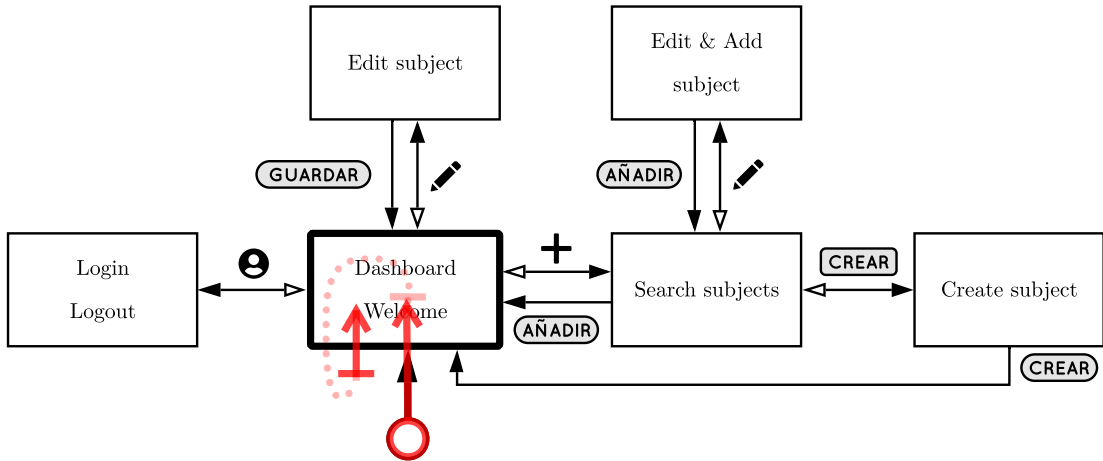 Edit subject
Edit & Add
subject
GUARDAR
AÑADIR
Login
Logout
Dashboard
Welcome
Search subjects
CREAR
Create subject
AÑADIR
CREAR